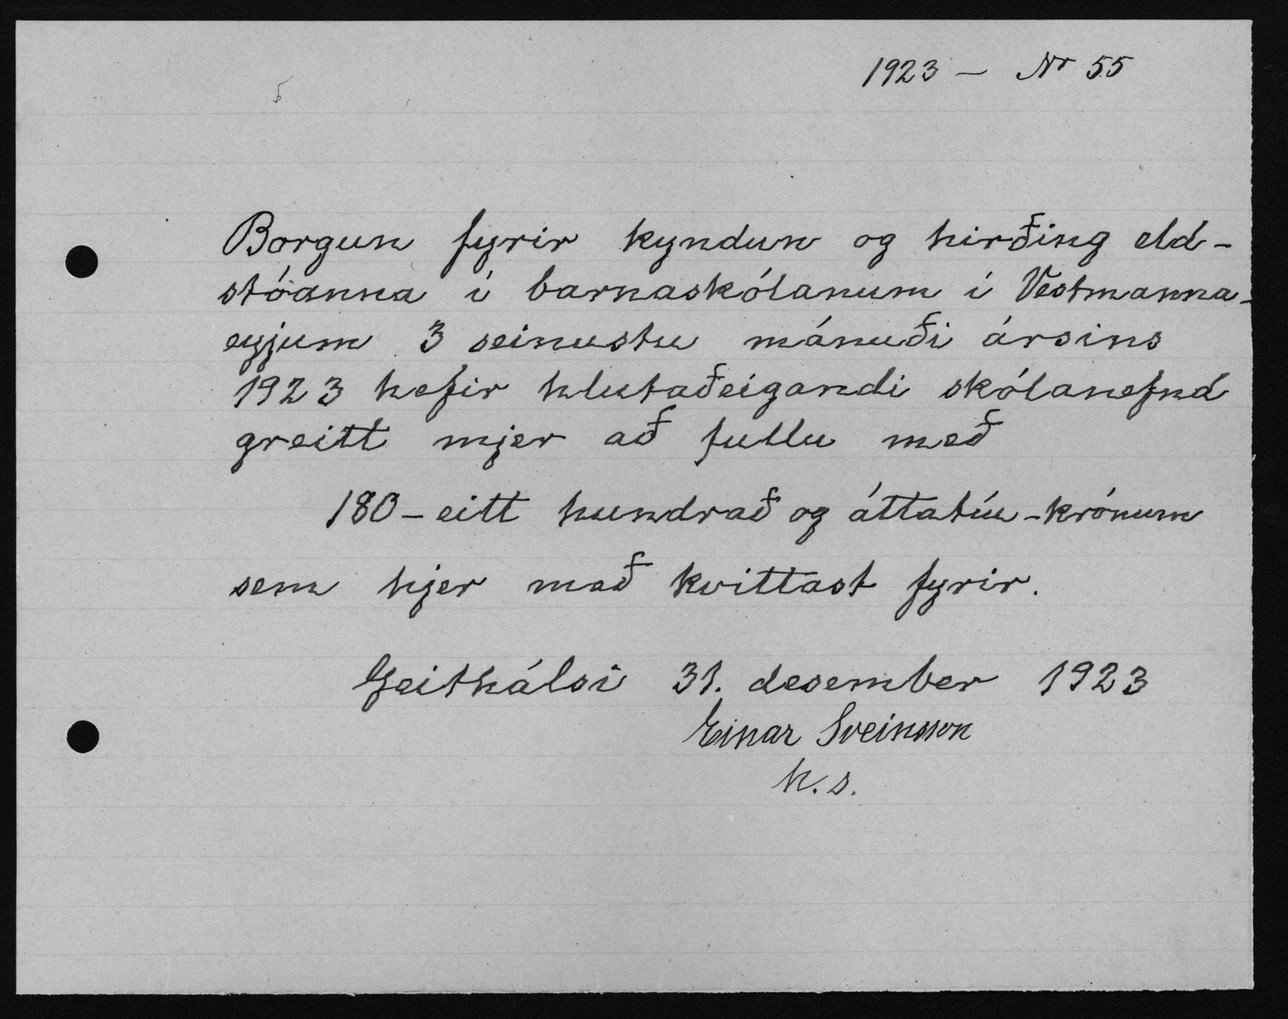 1923 – Nr 55
Borgun fyrir kyndun og hirðing eld-
stóanna í barnaskólanum í Vestmanna-
eyjum 3 seinustu mánuði ársins
1923 hefir hlutaðeigandi skólanefnd
greitt mjer að fullu með
180 – eitt hundrað og áttatíu – krónum
sem hjer með kvittast fyrir.
Geithálsi 31. desember 1923
Einar Sveinsson
h. s.